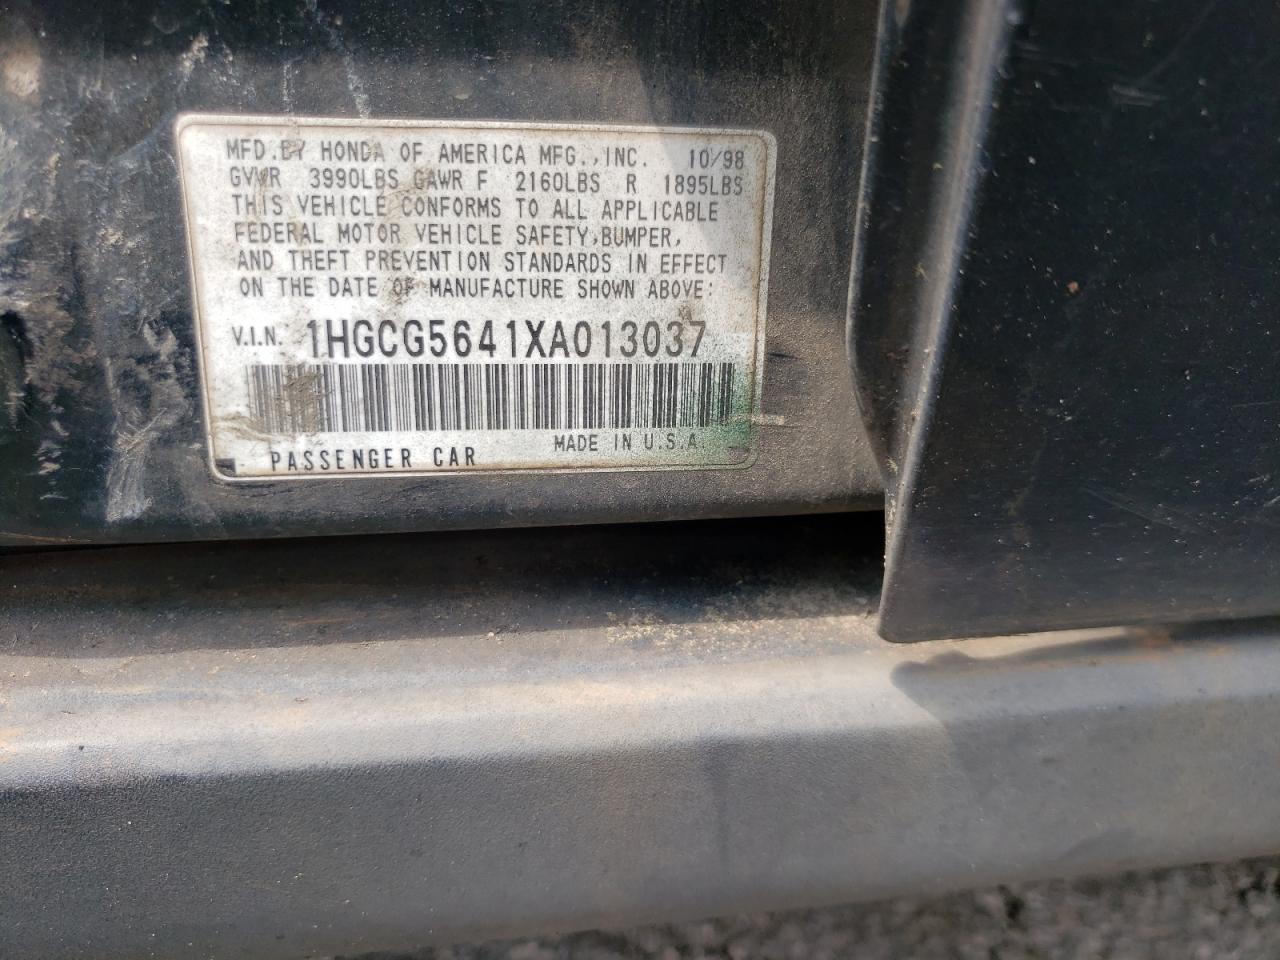 MFD. BY HONDA OF AMERICA MFG., INC. 10/98
GVWR 3990LBS GAWR F 2160LBS R 1895LBS
THIS VEHICLE CONFORMS TO ALL APPLICABLE
FEDERAL MOTOR VEHICLE SAFETY, BUMPER,
AND THEFT PREVENTION STANDARDS IN EFFECT
ON THE DATE OF MANUFACTURE SHOWN ABOVE:
V.I.N. 1HGCG5641XA013037
PASSENGER CAR MADE IN U.S.A